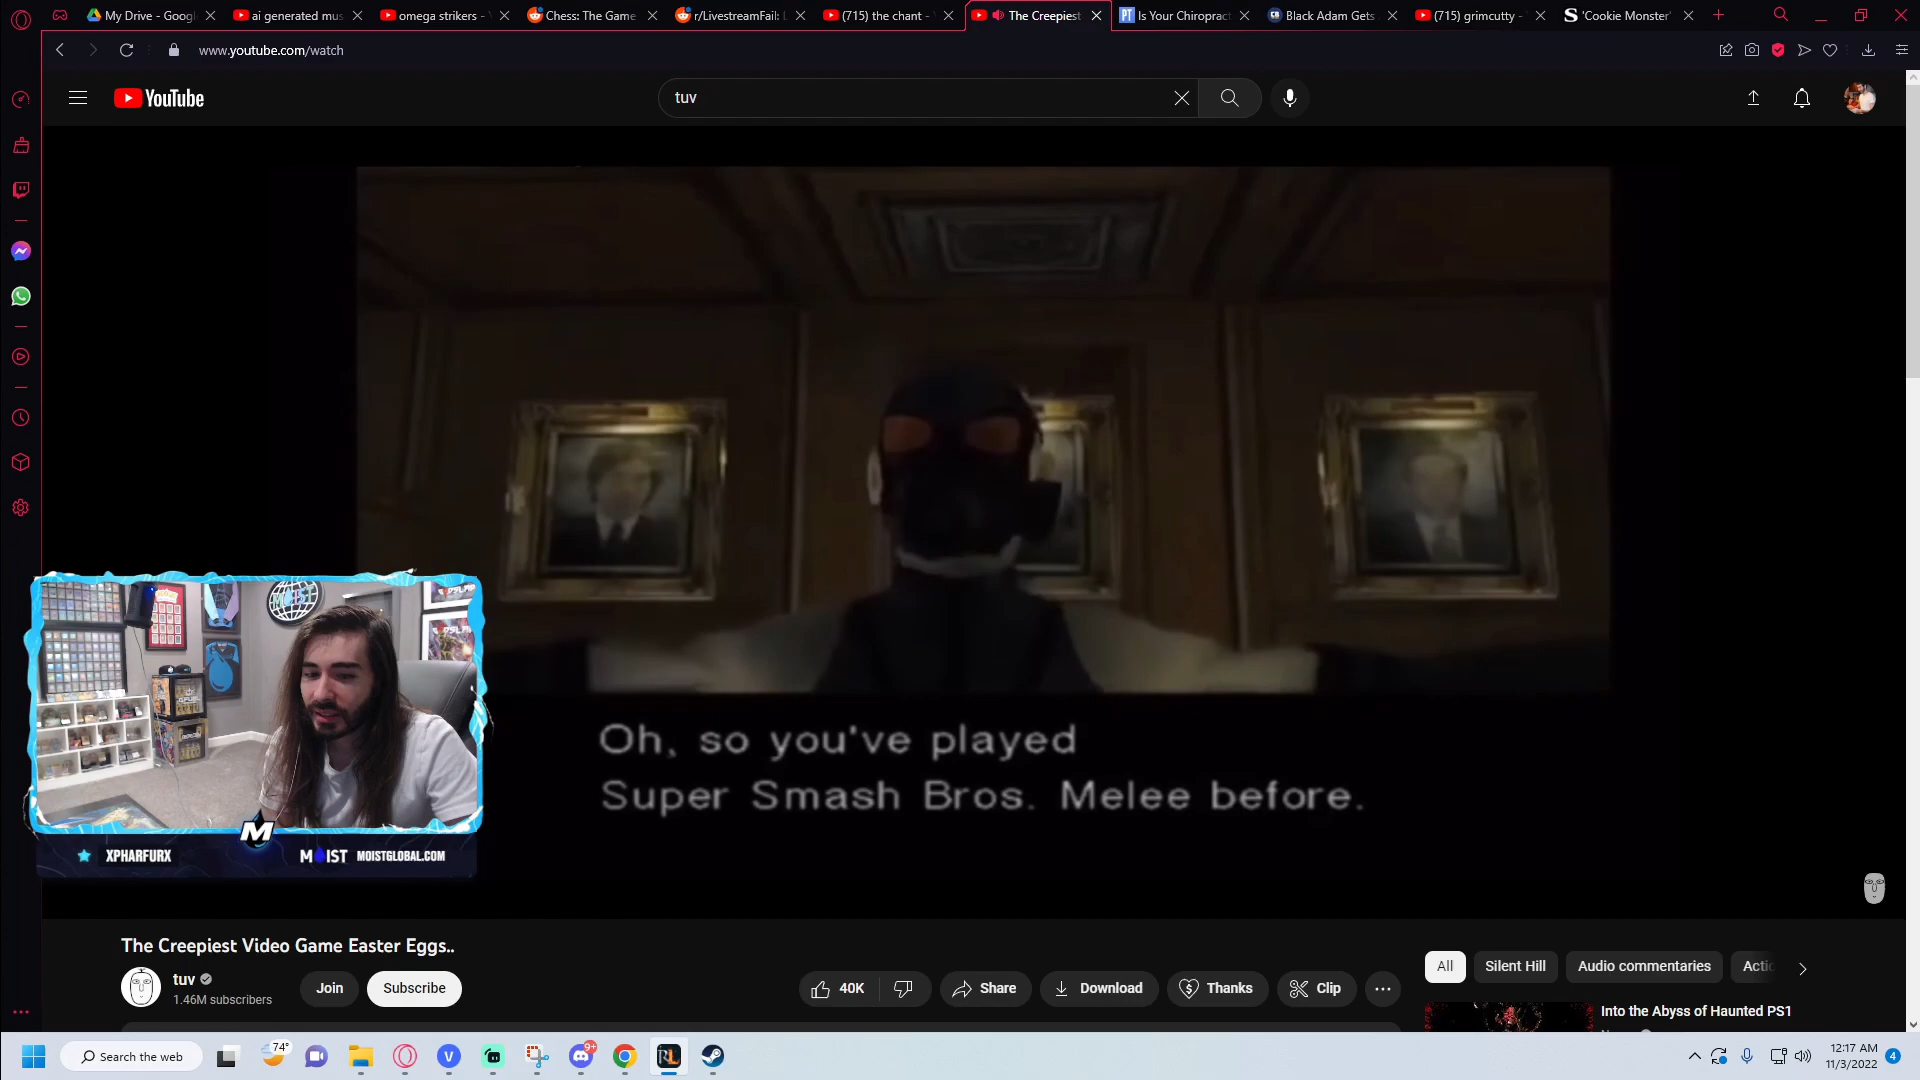 My Drive - Googl
ai generated mus
omega strikers -
Chess: The Game
r/LivestreamFail: L
(715) the chant -
The Creepiest
Is Your Chiropract
Black Adam Gets
(715) grimcutty -
'Cookie Monster'
www.youtube.com/watch
YouTube
tuv
Oh, so you've played
Super Smash Bros. Melee before.
MOIST
M
XPHARFURX
MOIST
MOISTGLOBAL.COM
The Creepiest Video Game Easter Eggs..
tuv
1.46M subscribers
Join
Subscribe
40K
Share
Download
Thanks
Clip
All
Silent Hill
Audio commentaries
Actic
Into the Abyss of Haunted PS1
Search the web
74°
9+
12:17 AM
11/3/2022
4